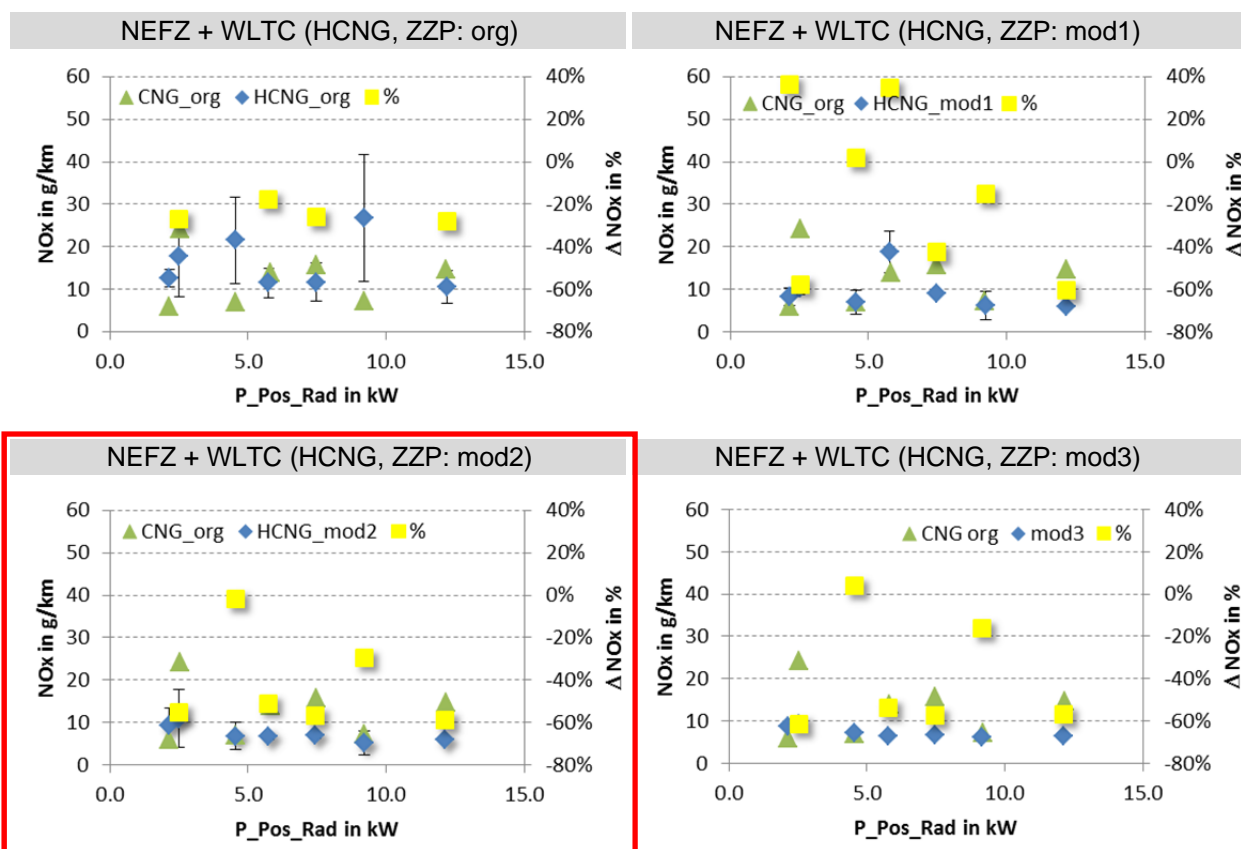 NEFZ + WLTC (HCNG, ZZP: org)
60
50
40
30
20
10
0
NOx in g/km
CNG_org HCNG_org %
40%
20%
0%
-20%
-40%
-60%
-80%
Δ NOx in %
0.0 5.0 10.0 15.0
P_Pos_Rad in kW
NEFZ + WLTC (HCNG, ZZP: mod1)
60
50
40
30
20
10
0
NOx in g/km
CNG_org HCNG_mod1 %
40%
20%
0%
-20%
-40%
-60%
-80%
Δ NOx in %
0.0 5.0 10.0 15.0
P_Pos_Rad in kW
NEFZ + WLTC (HCNG, ZZP: mod2)
60
50
40
30
20
10
0
NOx in g/km
CNG_org HCNG_mod2 %
40%
20%
0%
-20%
-40%
-60%
-80%
Δ NOx in %
0.0 5.0 10.0 15.0
P_Pos_Rad in kW
NEFZ + WLTC (HCNG, ZZP: mod3)
60
50
40
30
20
10
0
NOx in g/km
CNG org mod3 %
40%
20%
0%
-20%
-40%
-60%
-80%
Δ NOx in %
0.0 5.0 10.0 15.0
P_Pos_Rad in kW